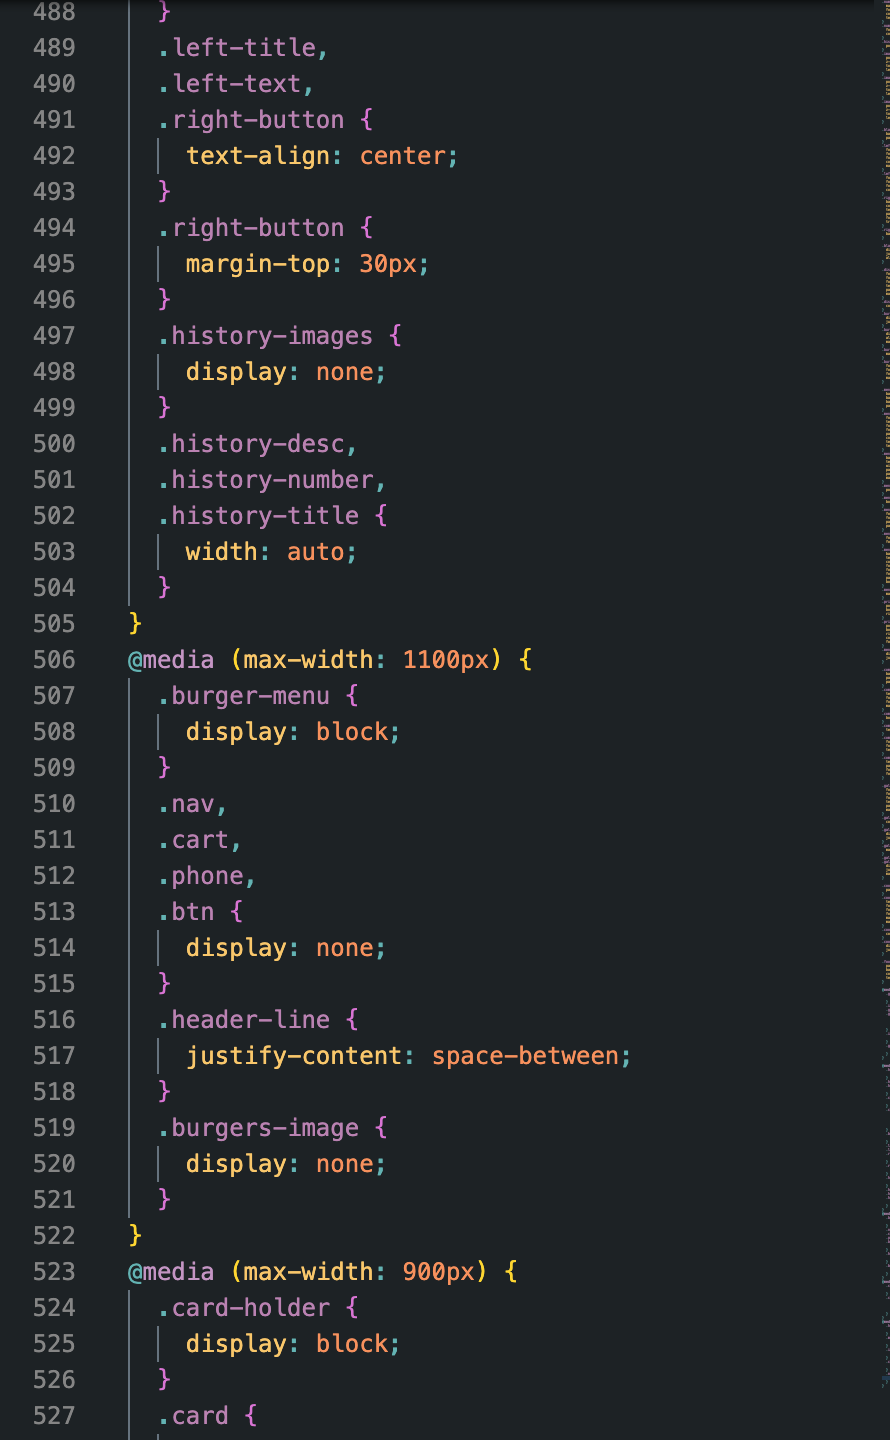 488 }
489 .left-title,
490 .left-text,
491 .right-button {
492 text-align: center;
493 }
494 .right-button {
495 margin-top: 30px;
496 }
497 .history-images {
498 display: none;
499 }
500 .history-desc,
501 .history-number,
502 .history-title {
503 width: auto;
504 }
505 }
506 @media (max-width: 1100px) {
507 .burger-menu {
508 display: block;
509 }
510 .nav,
511 .cart,
512 .phone,
513 .btn {
514 display: none;
515 }
516 .header-line {
517 justify-content: space-between;
518 }
519 .burgers-image {
520 display: none;
521 }
522 }
523 @media (max-width: 900px) {
524 .card-holder {
525 display: block;
526 }
527 .card {